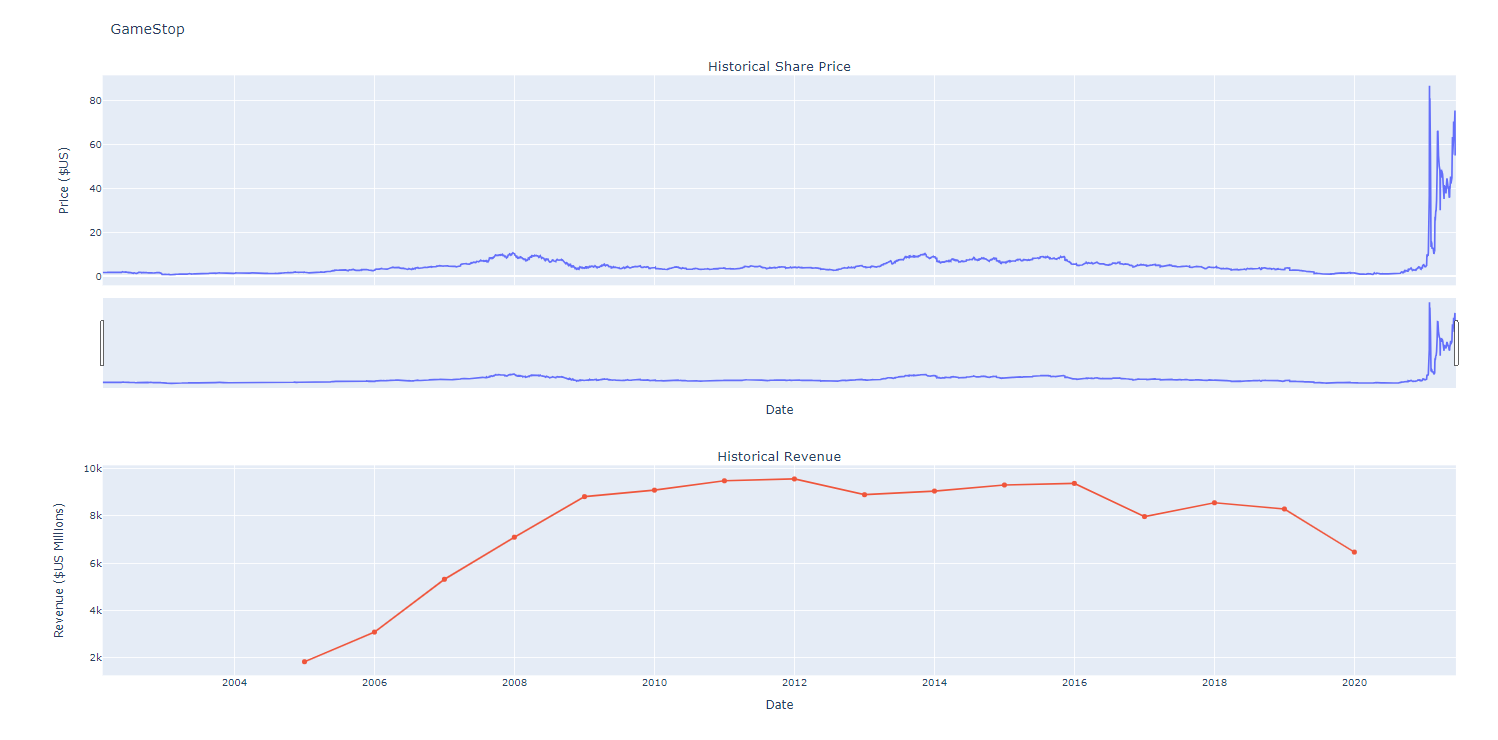 GameStop
Historical Share Price
Price ($US)
80
60
40
20
0
Date
Historical Revenue
Revenue ($US Millions)
10k
8k
6k
4k
2k
2004 2006 2008 2010 2012 2014 2016 2018 2020
Date